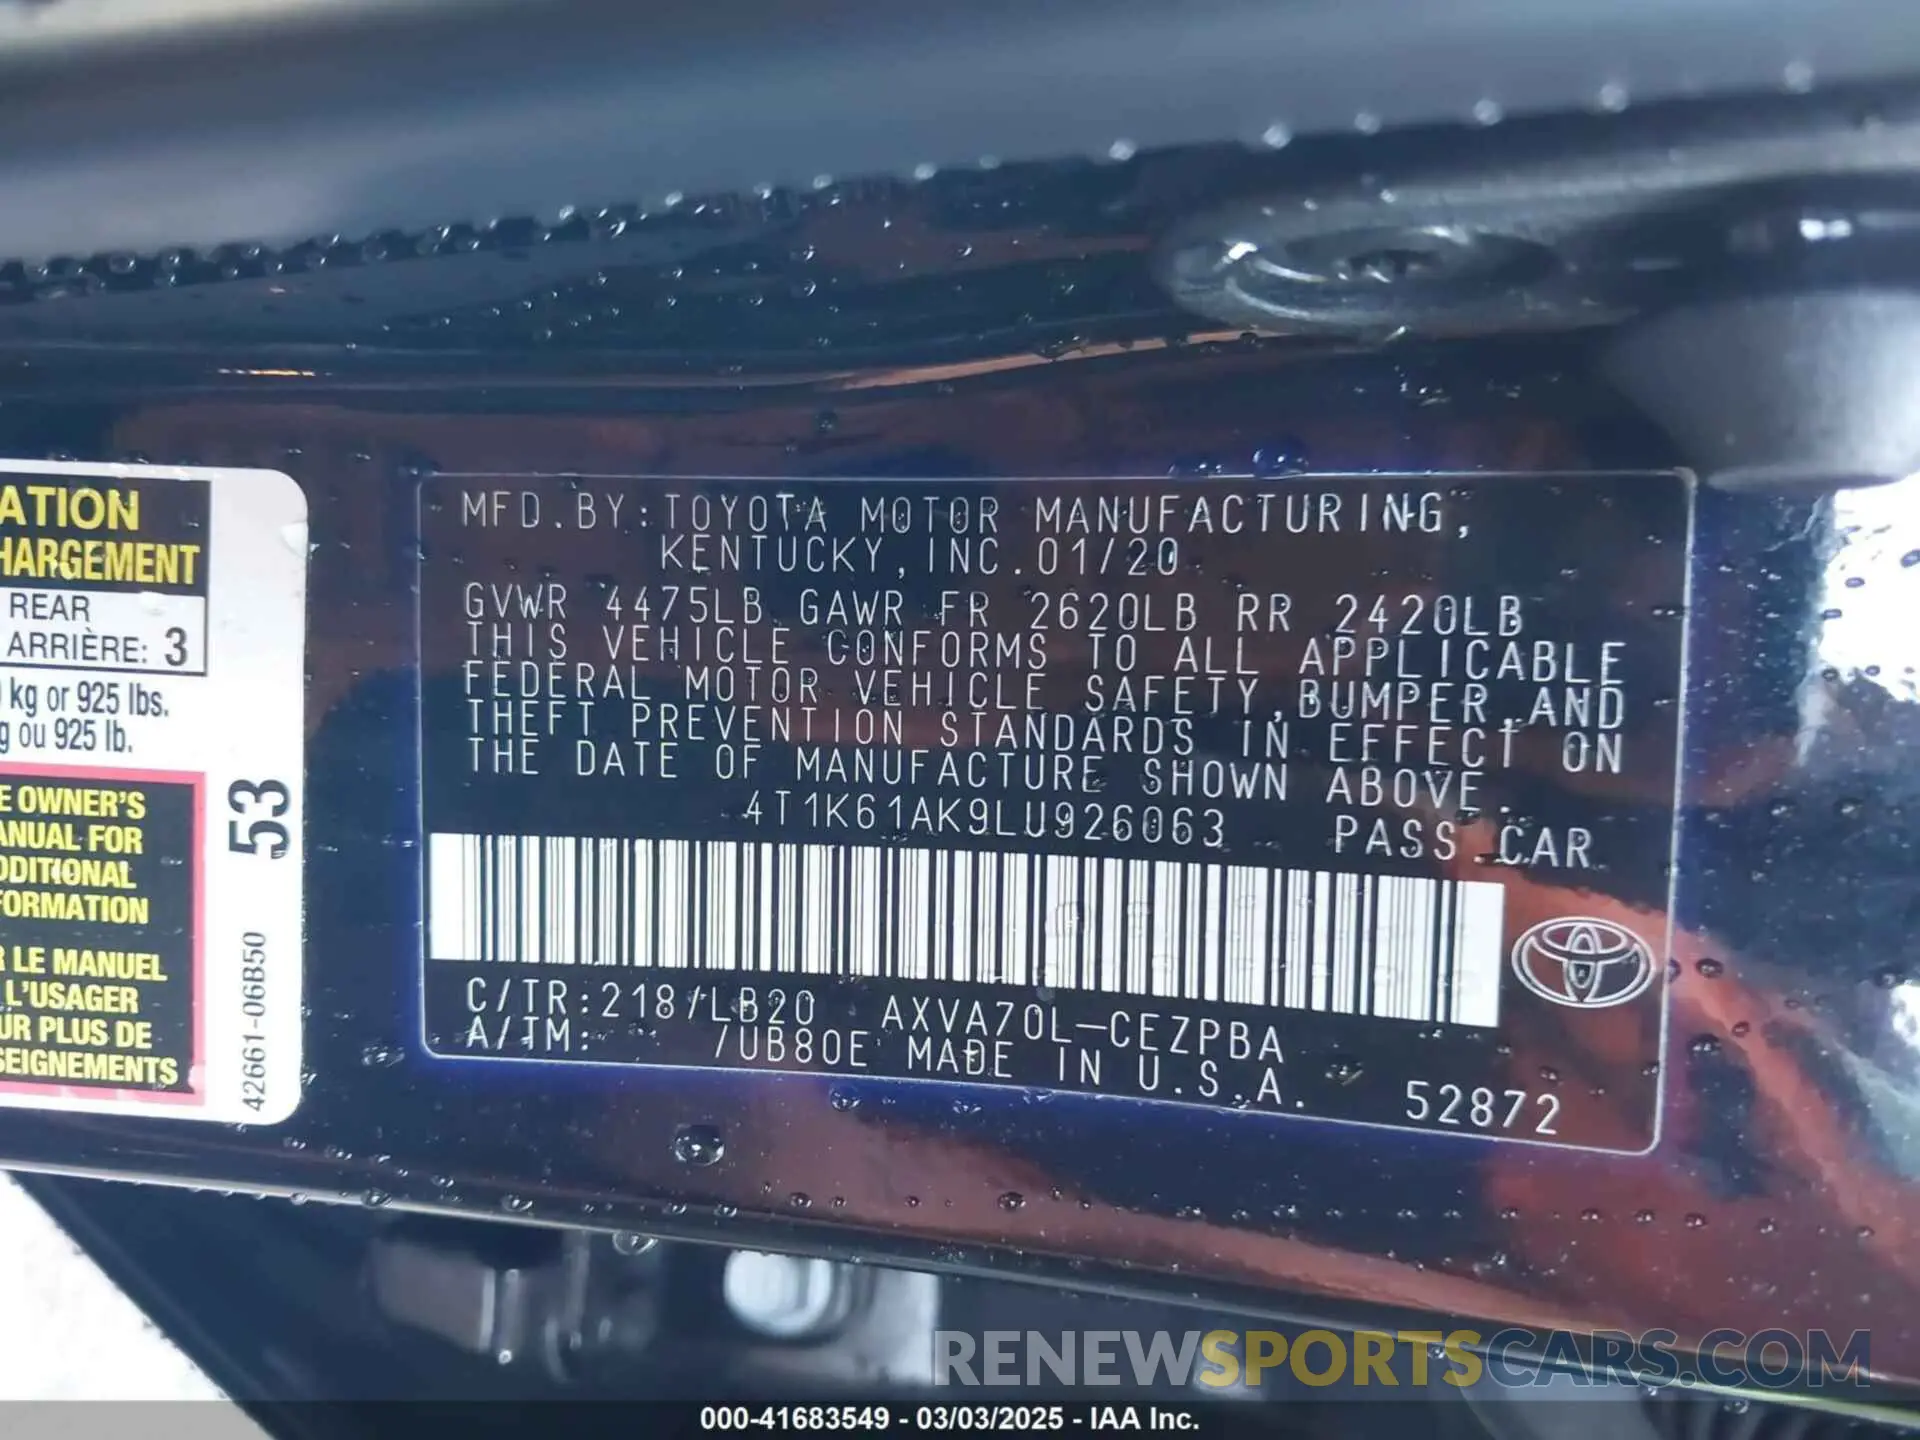 ATION
HARGEMENT
REAR
ARRIÈRE: 3
kg or 925 lbs.
g ou 925 lb.
E OWNER'S
ANUAL FOR
DDITIONAL
FORMATION
R LE MANUEL
L'USAGER
UR PLUS DE
SEIGNEMENTS
53
42661-06B50
MFD.BY:TOYOTA MOTOR MANUFACTURING,
KENTUCKY,INC.01/20
GVWR 4475LB GAWR FR 2620LB RR 2420LB
THIS VEHICLE CONFORMS TO ALL APPLICABLE
FEDERAL MOTOR VEHICLE SAFETY,BUMPER,AND
THEFT PREVENTION STANDARDS IN EFFECT ON
THE DATE OF MANUFACTURE SHOWN ABOVE.
4T1K61AK9LU926063 PASS.CAR
C/TR:218/LB20 AXVA70L-CEZPBA
A/TM: /UB80E MADE IN U.S.A. 52872
RENEWSPORTSCARS.COM
000-41683549 - 03/03/2025 - IAA Inc.